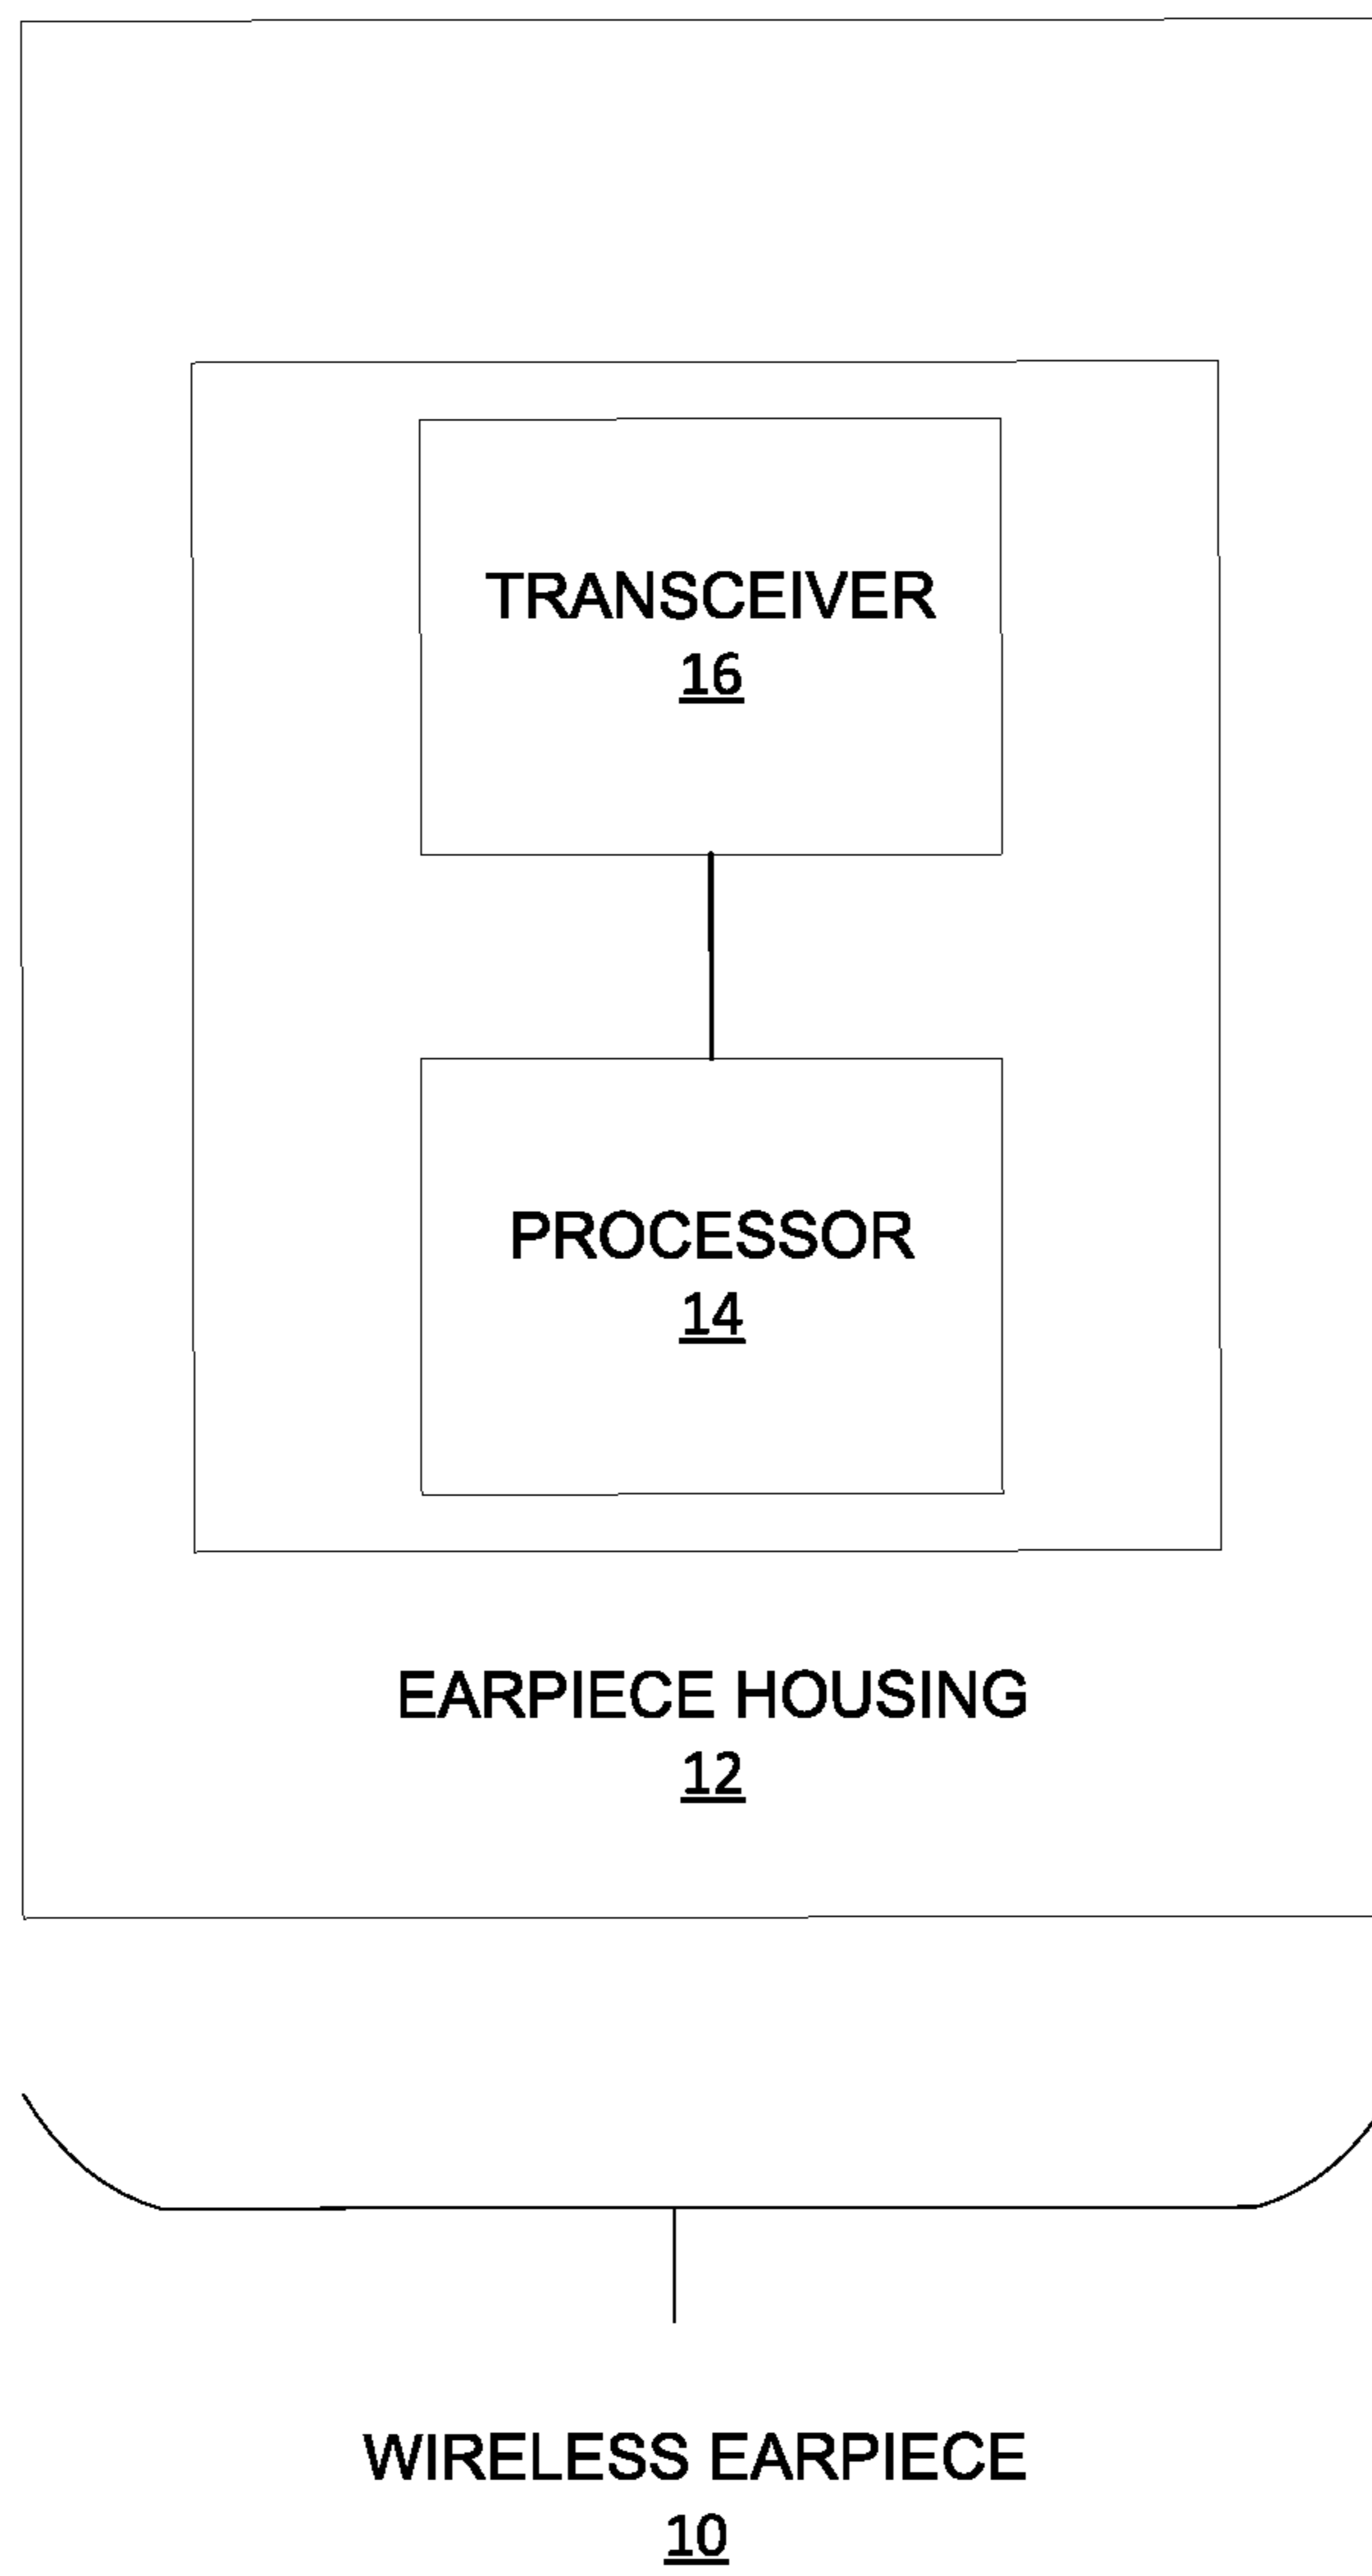 TRANSCEIVER
16
PROCESSOR
14
EARPIECE HOUSING
12
WIRELESS EARPIECE
10